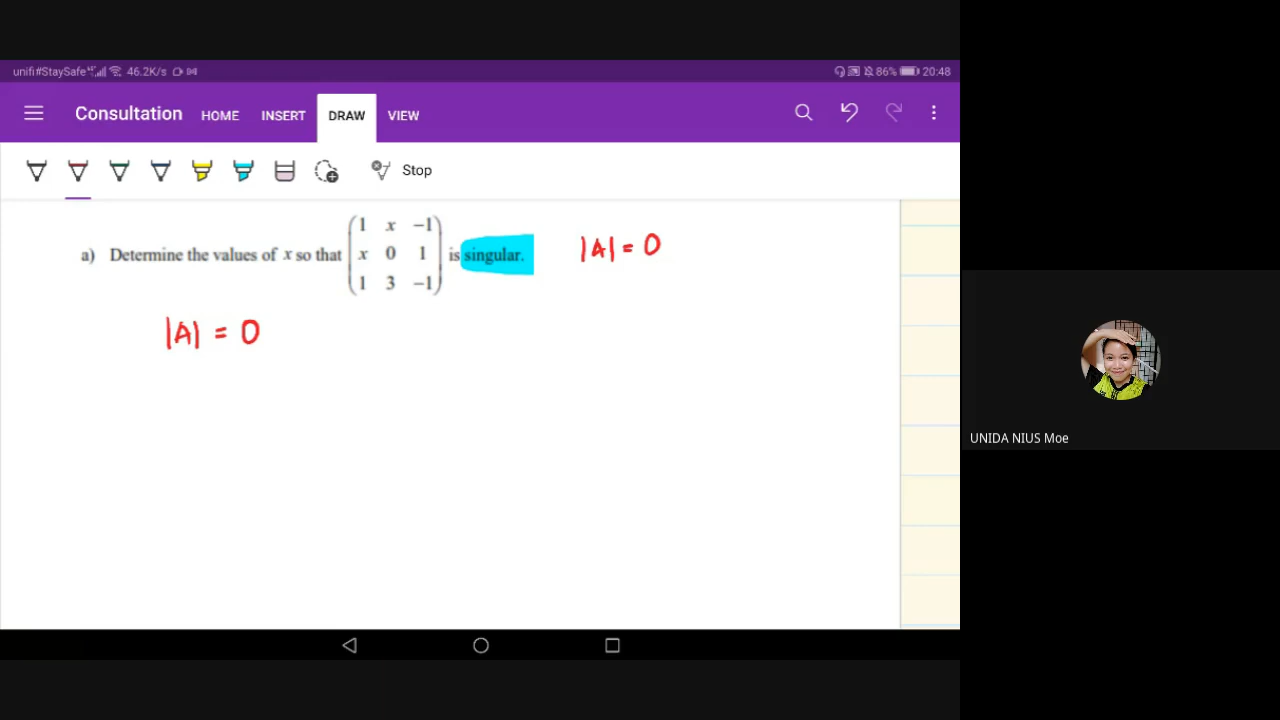 unifi#StaySafe 46.2K/s 86% 20:48
Consultation HOME INSERT DRAW VIEW
Stop
1 x −1
a) Determine the values of x so that x 0 1 is singular. |A| = 0
1 3 −1
|A| = 0
UNIDA NIUS Moe